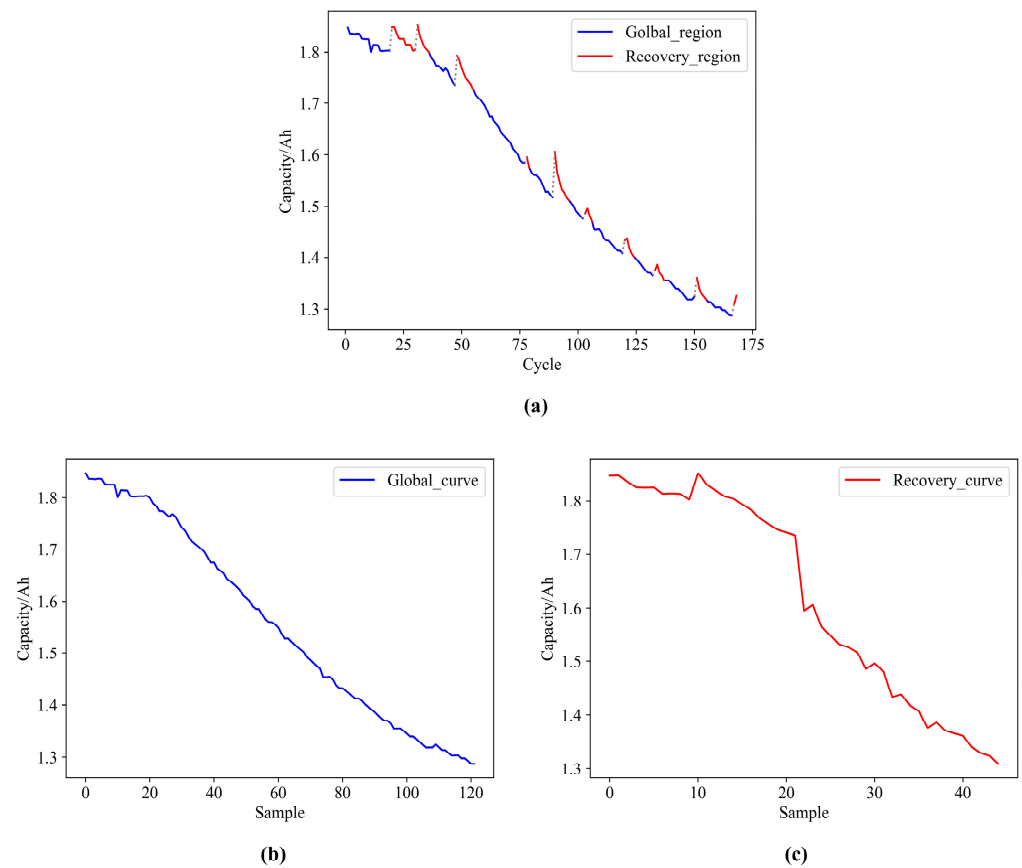 Capacity/Ah
1.8
1.7
1.6
1.5
1.4
1.3
Golbal_region
Recovery_region
0 25 50 75 100 125 150 175
Cycle
(a)
Capacity/Ah
1.8
1.7
1.6
1.5
1.4
1.3
Global_curve
0 20 40 60 80 100 120
Sample
(b)
Capacity/Ah
1.8
1.7
1.6
1.5
1.4
1.3
Recovery_curve
0 10 20 30 40
Sample
(c)